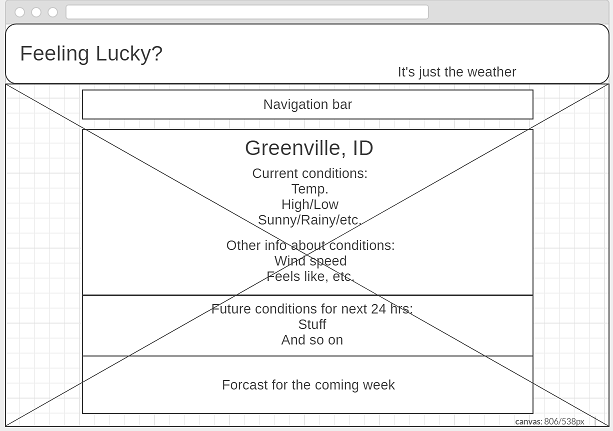 Feeling Lucky?
It's just the weather
Navigation bar
Greenville, ID
Current conditions:
Temp.
High/Low
Sunny/Rainy/etc.
Other info about conditions:
Wind speed
Feels like, etc.
Future conditions for next 24 hrs:
Stuff
And so on
Forcast for the coming week
canvas: 806/538px